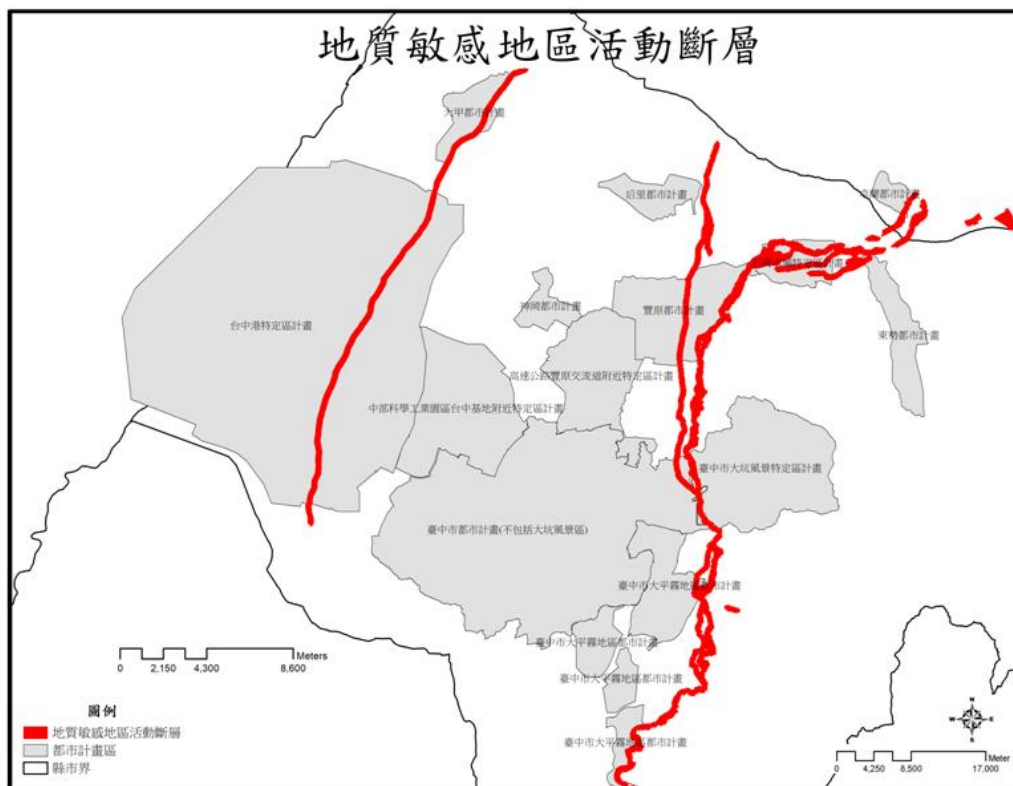 地質敏感地區活動斷層
大甲都市計畫
后里都市計畫
台中港特定區計畫
神岡都市計畫
豐原都市計畫
東勢都市計畫
高速公路豐原交流道附近特定區計畫
中部科學工業園區台中基地附近特定區計畫
臺中市大坑風景特定區計畫
臺中市都市計畫(不包括大坑風景區)
臺中市大平霧地區都市計畫
臺中市大平霧地區都市計畫
臺中市大平霧地區都市計畫
臺中市大平霧地區都市計畫
Meters
0 2,150 4,300 8,600
圖例
地質敏感地區活動斷層
都市計畫區
縣市界
N
W E
S
Meter
0 4,250 8,500 17,000